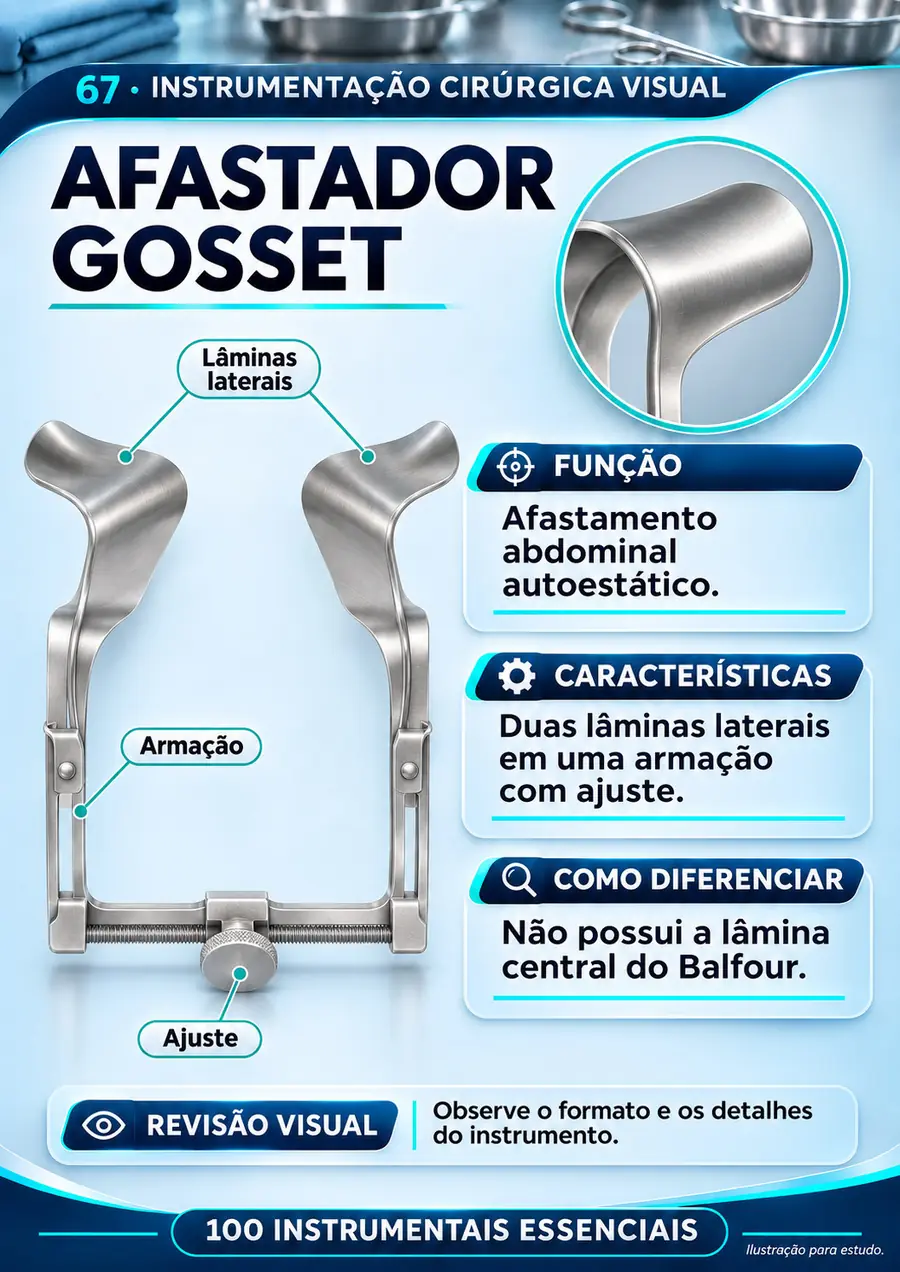 67 · INSTRUMENTAÇÃO CIRÚRGICA VISUAL
AFASTADOR
GOSSET
Lâminas
laterais
Armação
Ajuste
FUNÇÃO
Afastamento
abdominal
autoestático.
CARACTERÍSTICAS
Duas lâminas laterais
em uma armação
com ajuste.
COMO DIFERENCIAR
Não possui a lâmina
central do Balfour.
REVISÃO VISUAL
Observe o formato e os detalhes
do instrumento.
100 INSTRUMENTAIS ESSENCIAIS
Ilustração para estudo.